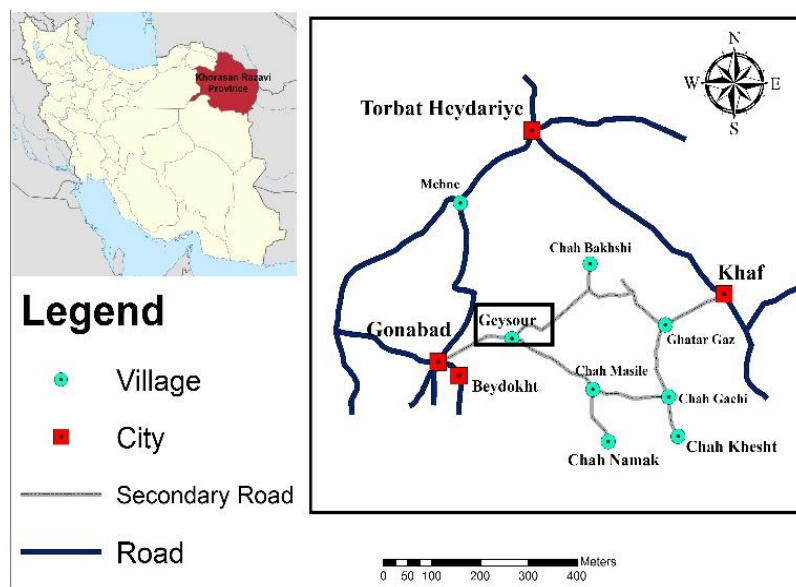 Khorasan Razavi
Province
Legend
Village
City
Secondary Road
Road
N
W E
S
Torbat Heydariye
Mehne
Chah Bakhshi
Khaf
Geysour
Gonabad
Ghatar Gaz
Beydokht
Chah Masile
Chah Gachi
Chah Namak
Chah Khesht
0 50 100 200 300 400
Meters